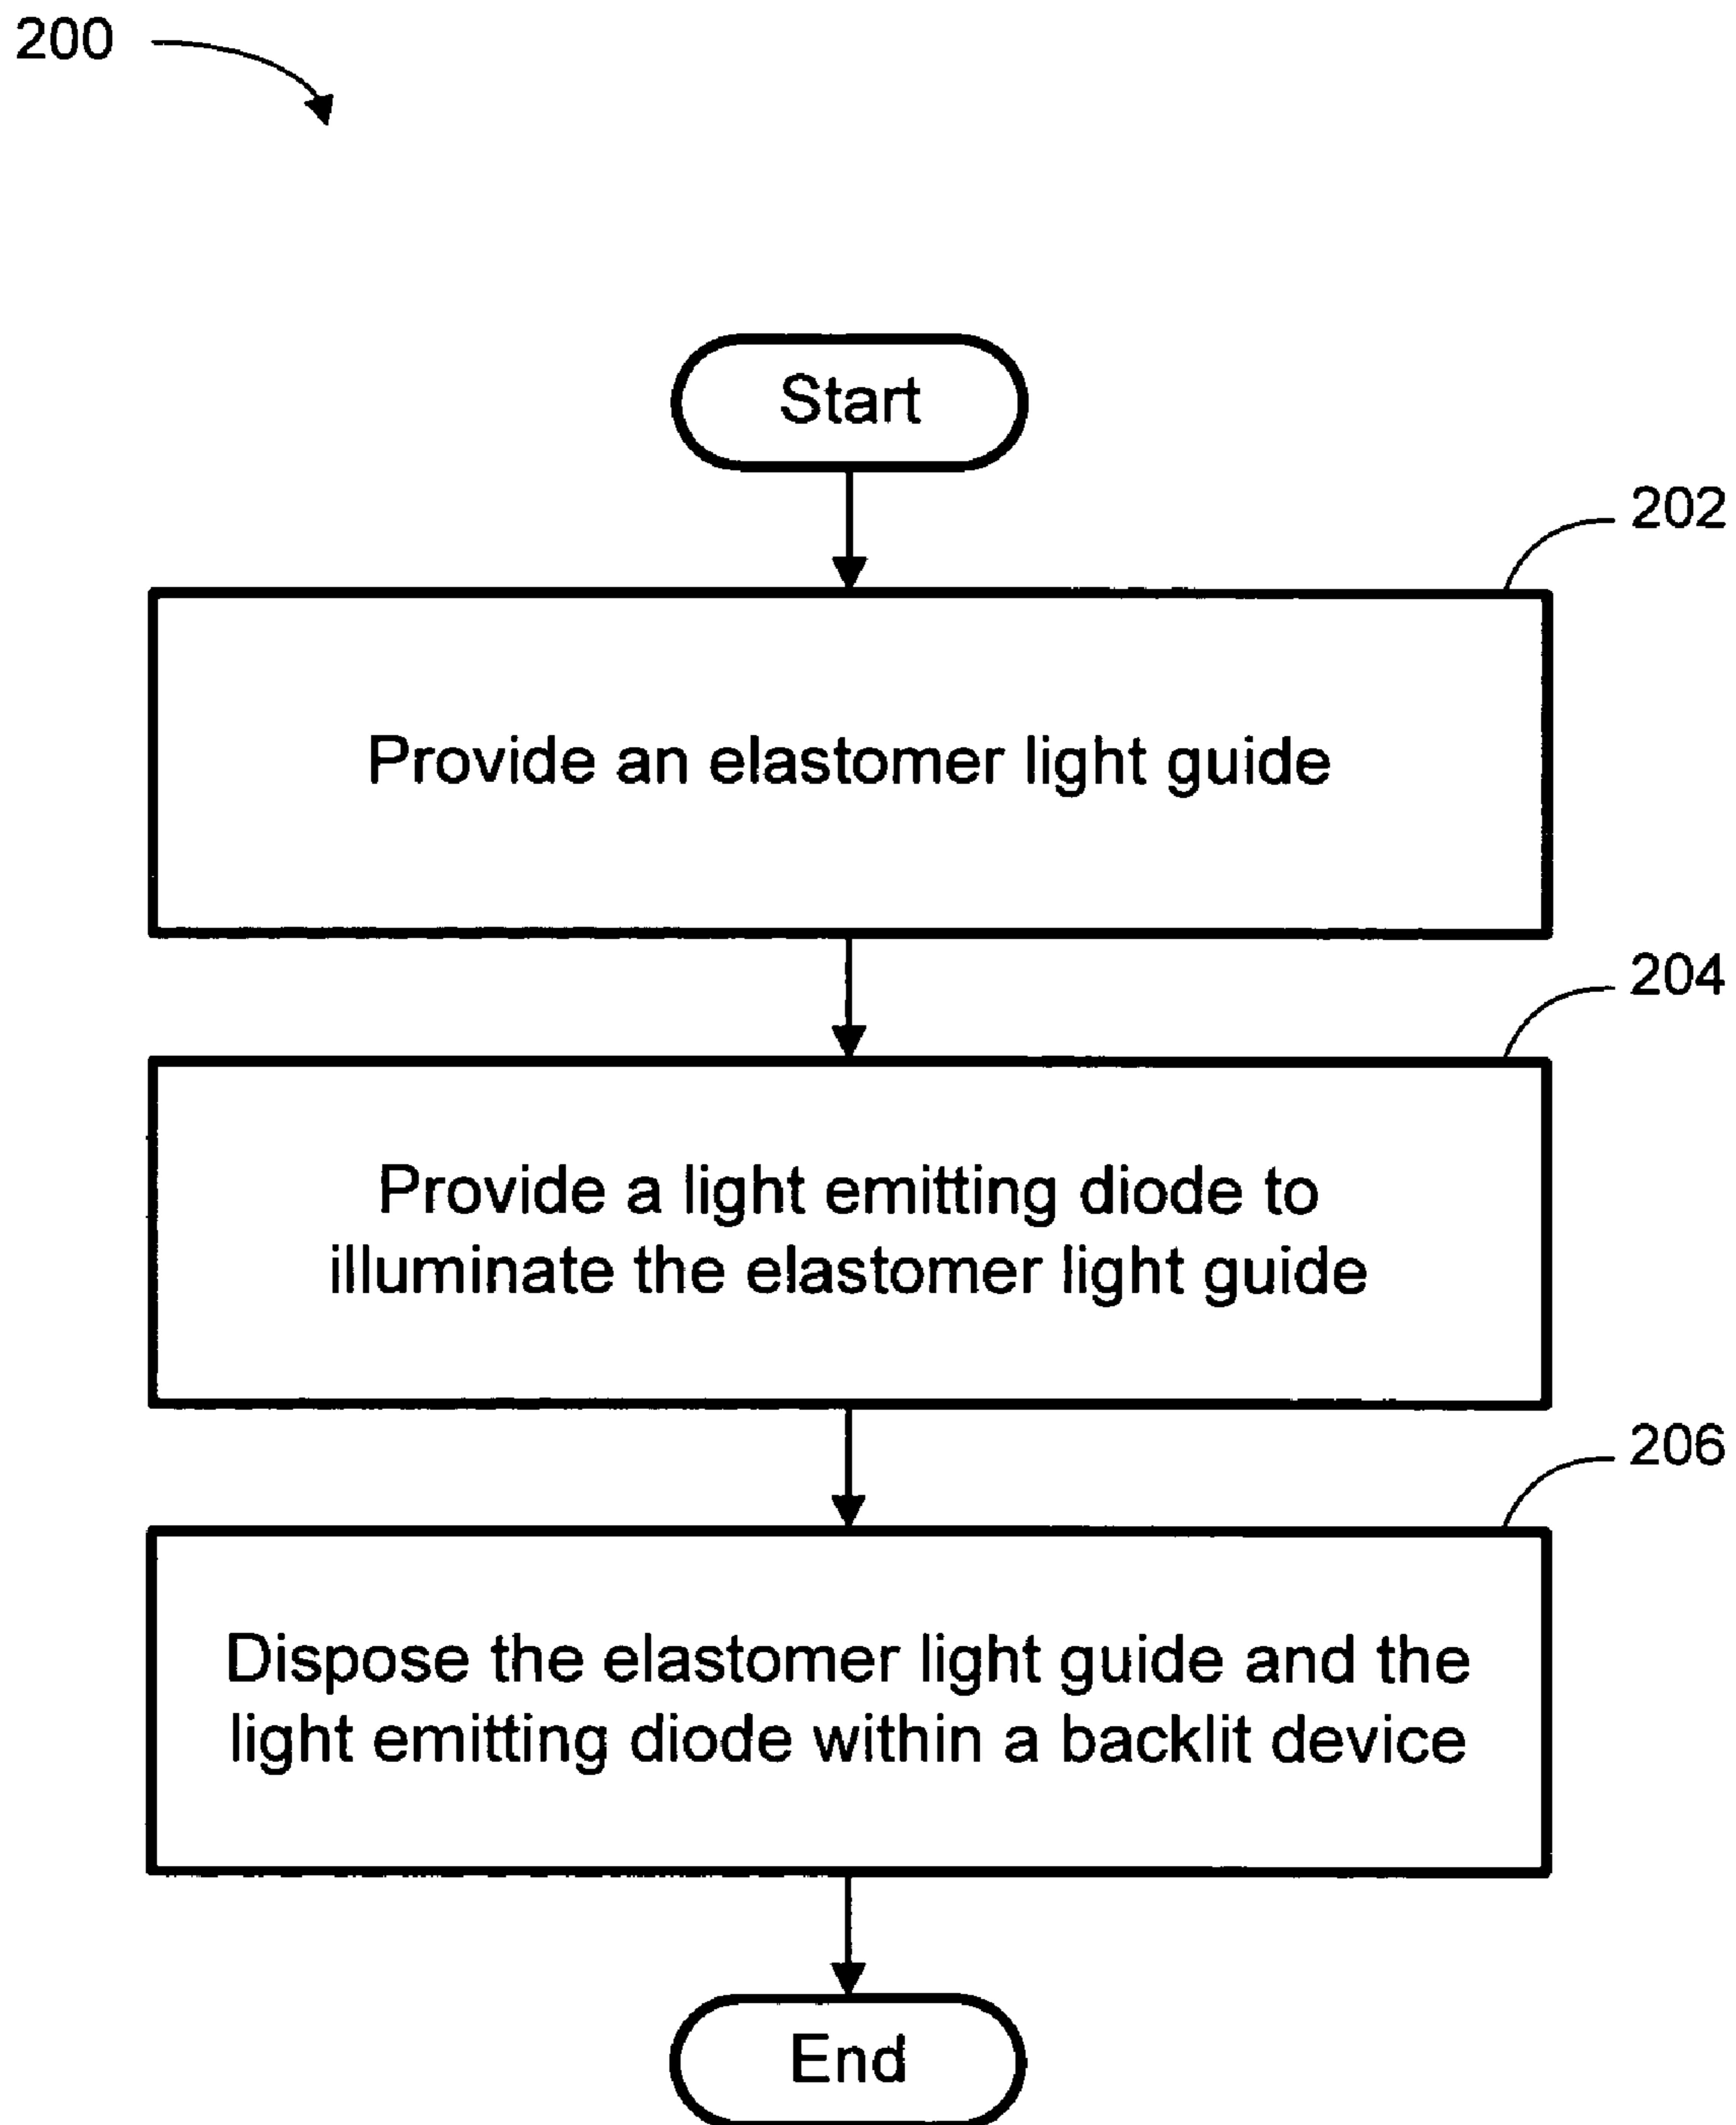 200
Start
202
Provide an elastomer light guide
204
Provide a light emitting diode to
illuminate the elastomer light guide
206
Dispose the elastomer light guide and the
light emitting diode within a backlit device
End